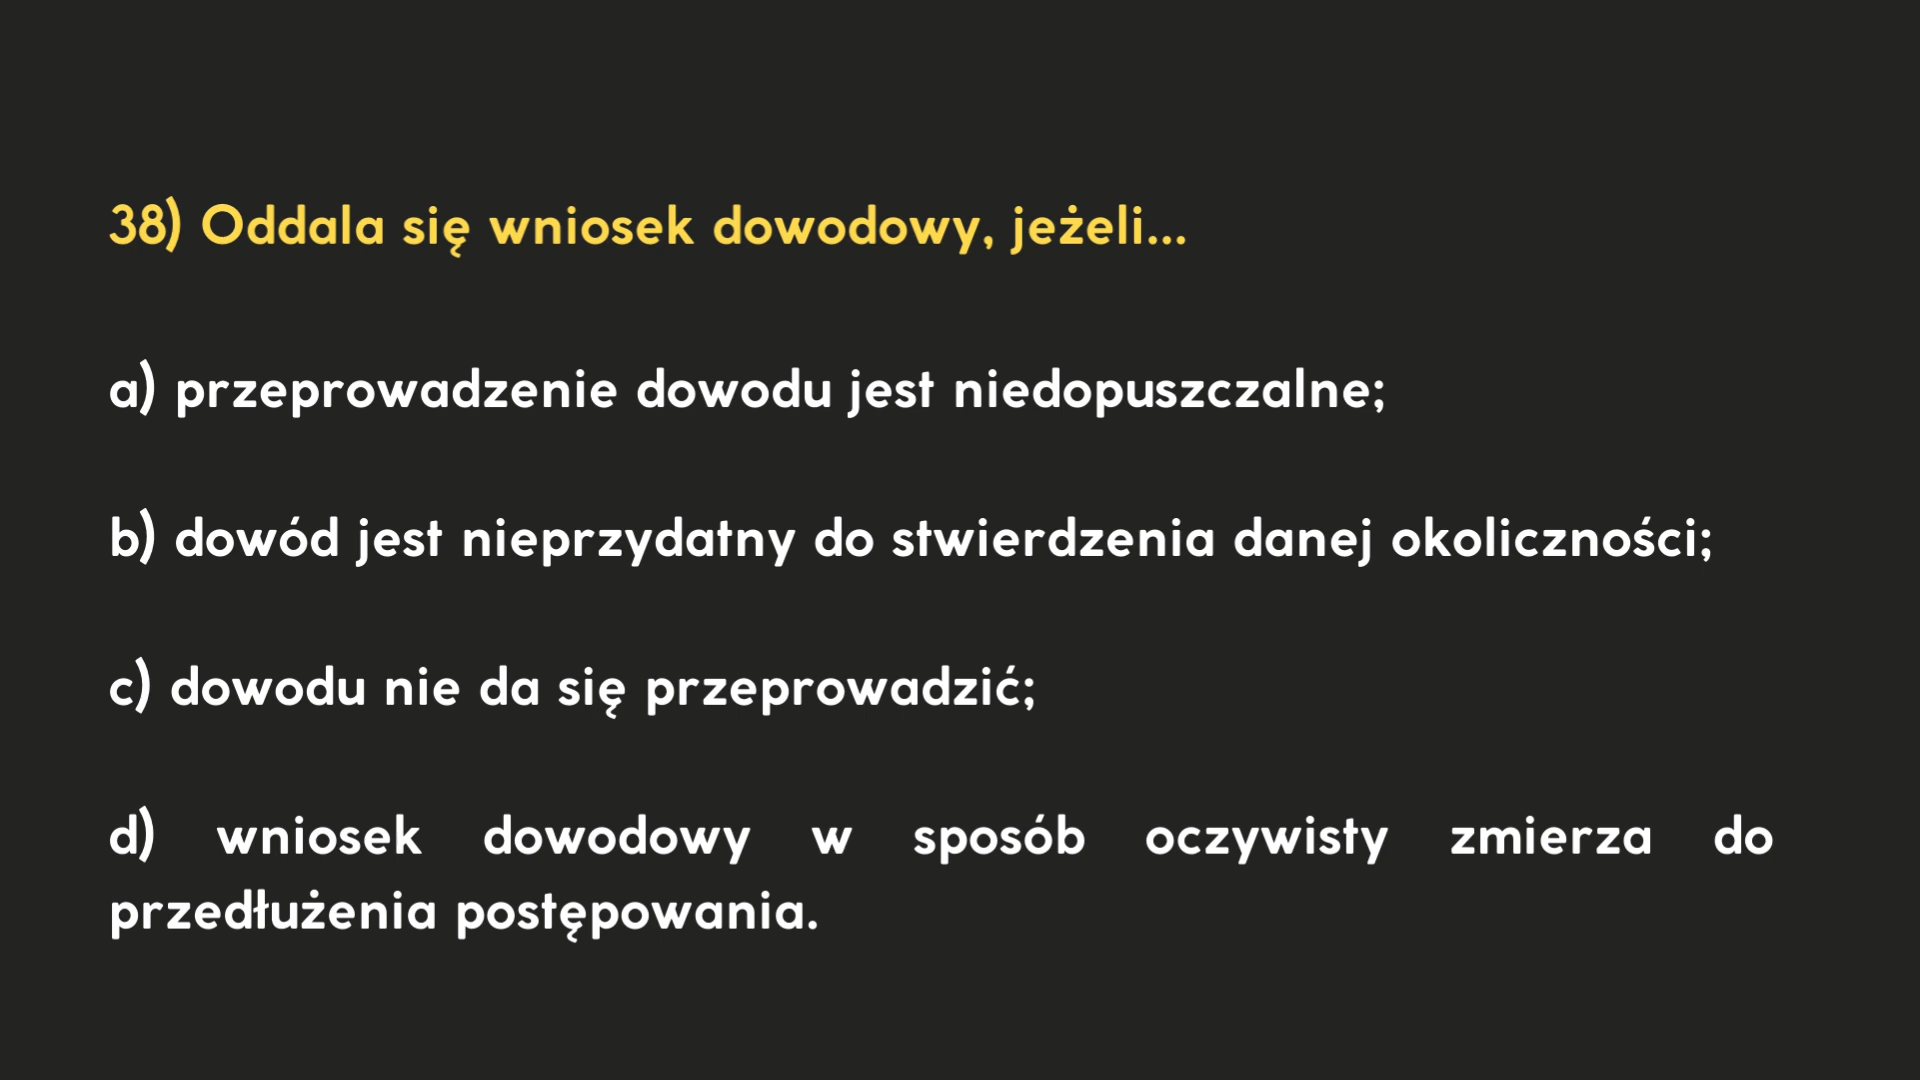 38) Oddala się wniosek dowodowy, jeżeli...
a) przeprowadzenie dowodu jest niedopuszczalne;
b) dowód jest nieprzydatny do stwierdzenia danej okoliczności;
c) dowodu nie da się przeprowadzić;
d) wniosek dowodowy w sposób oczywisty zmierza do
przedłużenia postępowania.